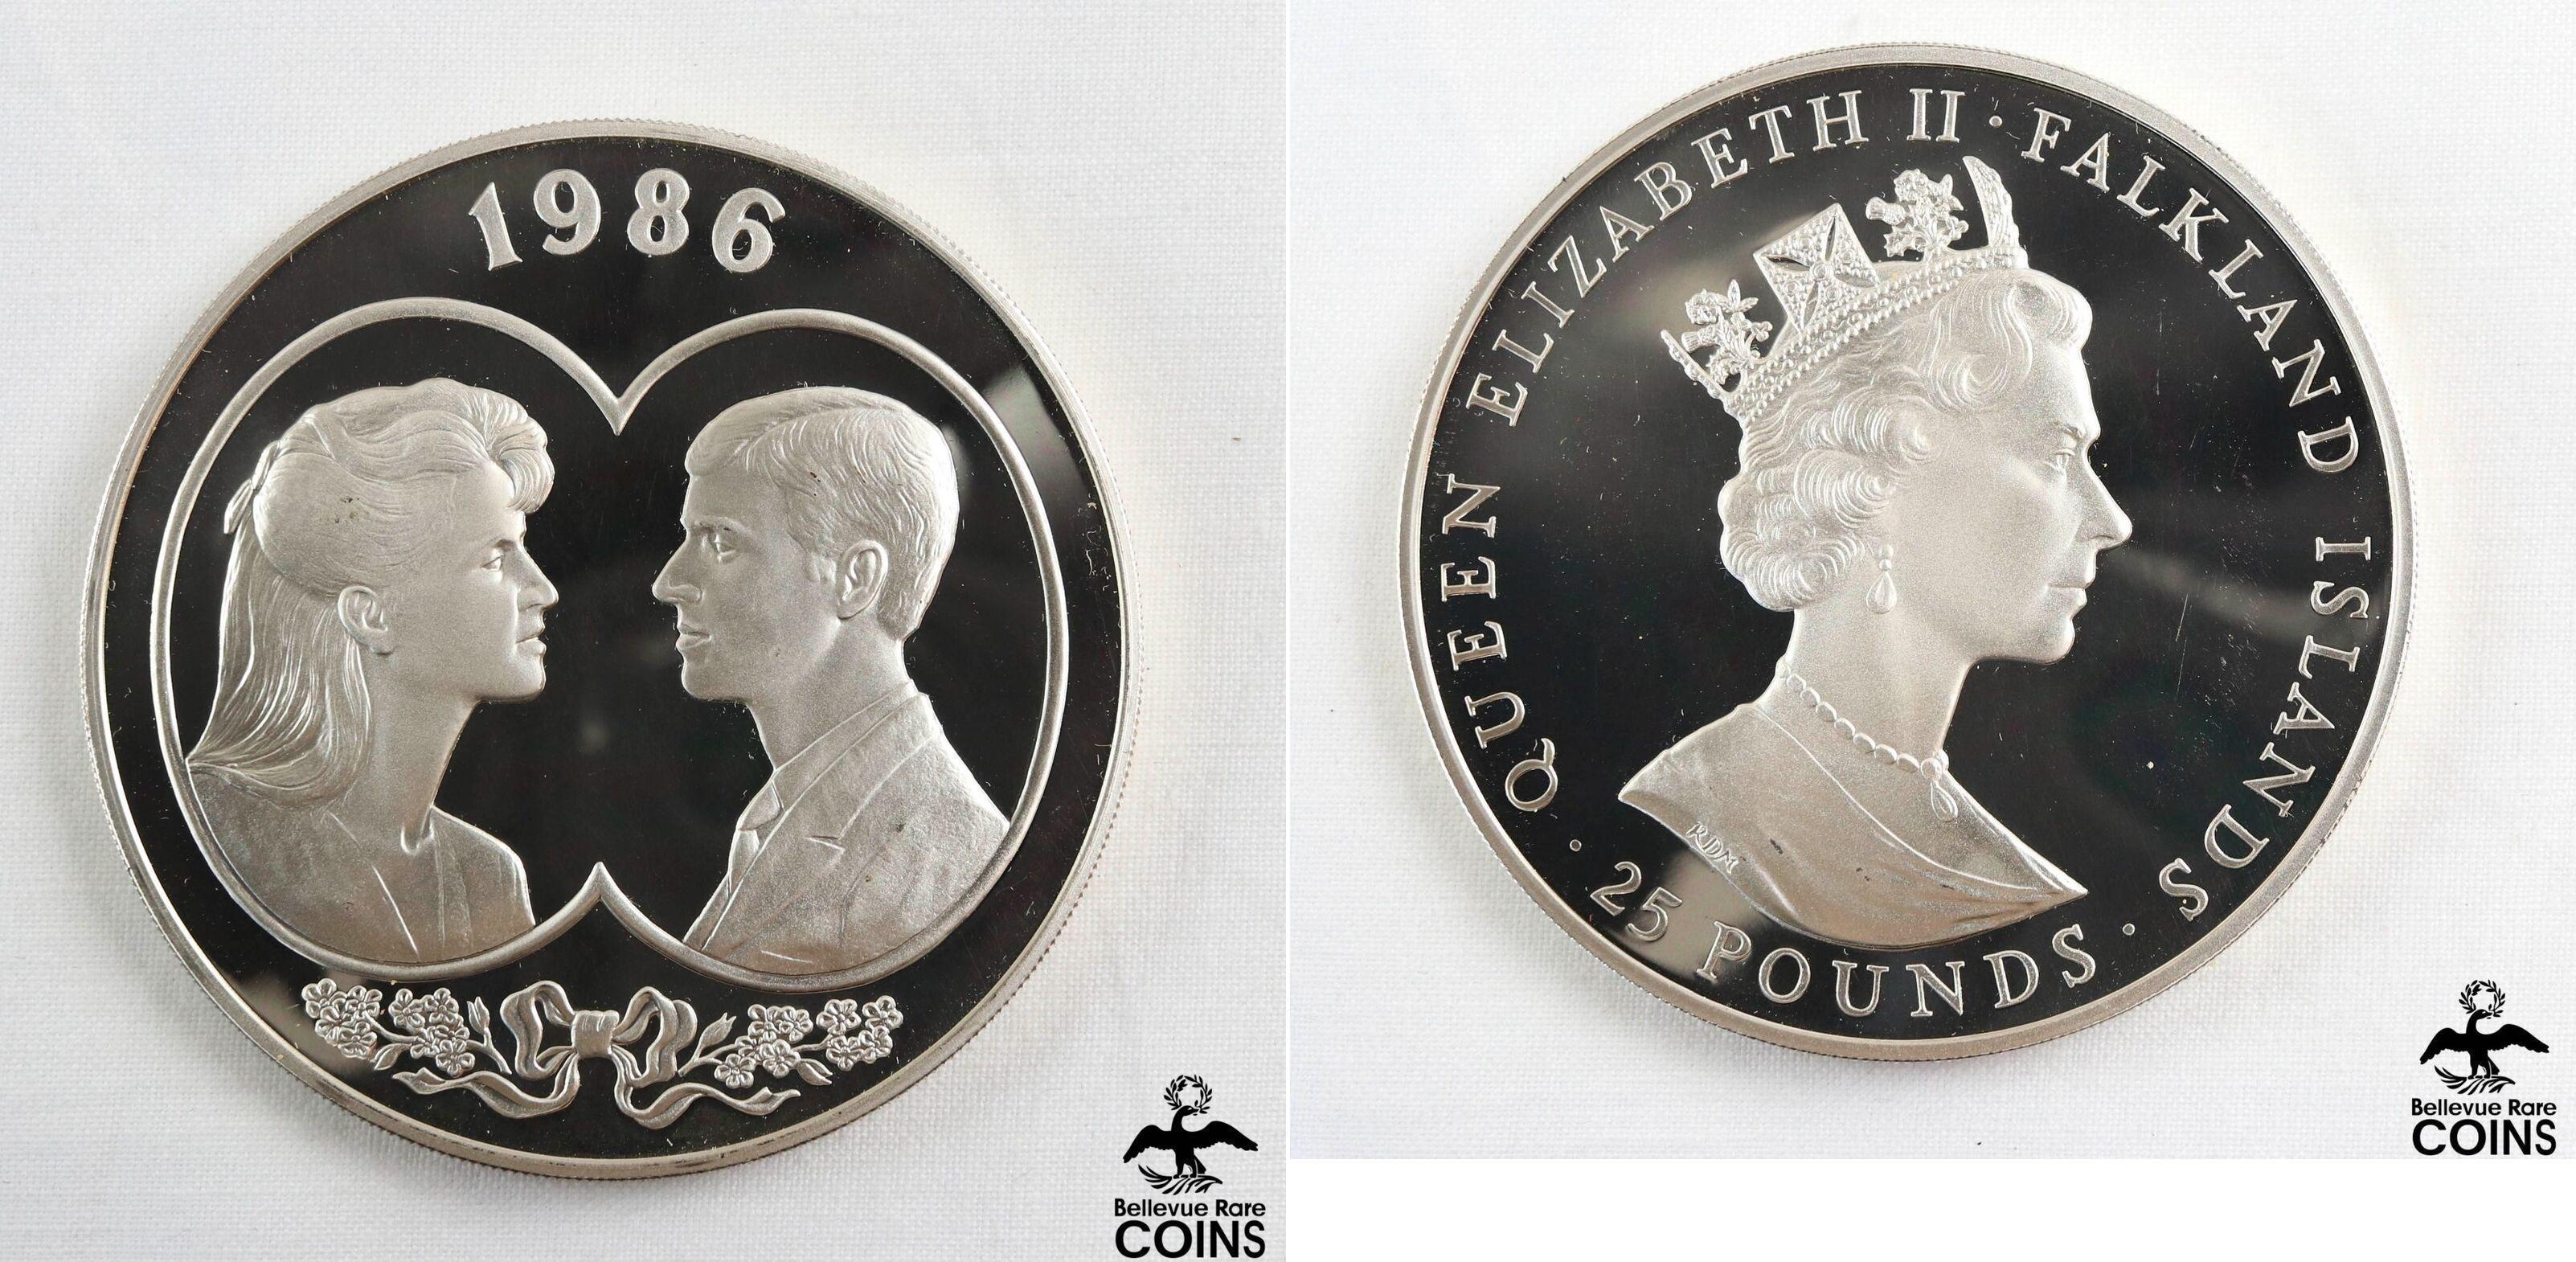 1986
QUEEN ELIZABETH II · FALKLAND ISLANDS ·
25 POUNDS ·
RDM
Bellevue Rare
COINS
Bellevue Rare
COINS